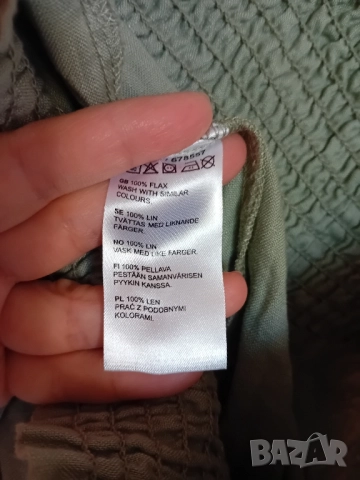 678557
GB 100% FLAX
WASH WITH SIMILAR
COLOURS.
SE 100% LIN
TVÄTTAS MED LIKNANDE
FÄRGER.
NO 100% LIN
VASK MED LIKE FARGER.
FI 100% PELLAVA
PESTÄÄN SAMANVÄRISEN
PYYKIN KANSSA.
PL 100% LEN
PRAĆ Z PODOBNYMI
KOLORAMI.
BAZAR